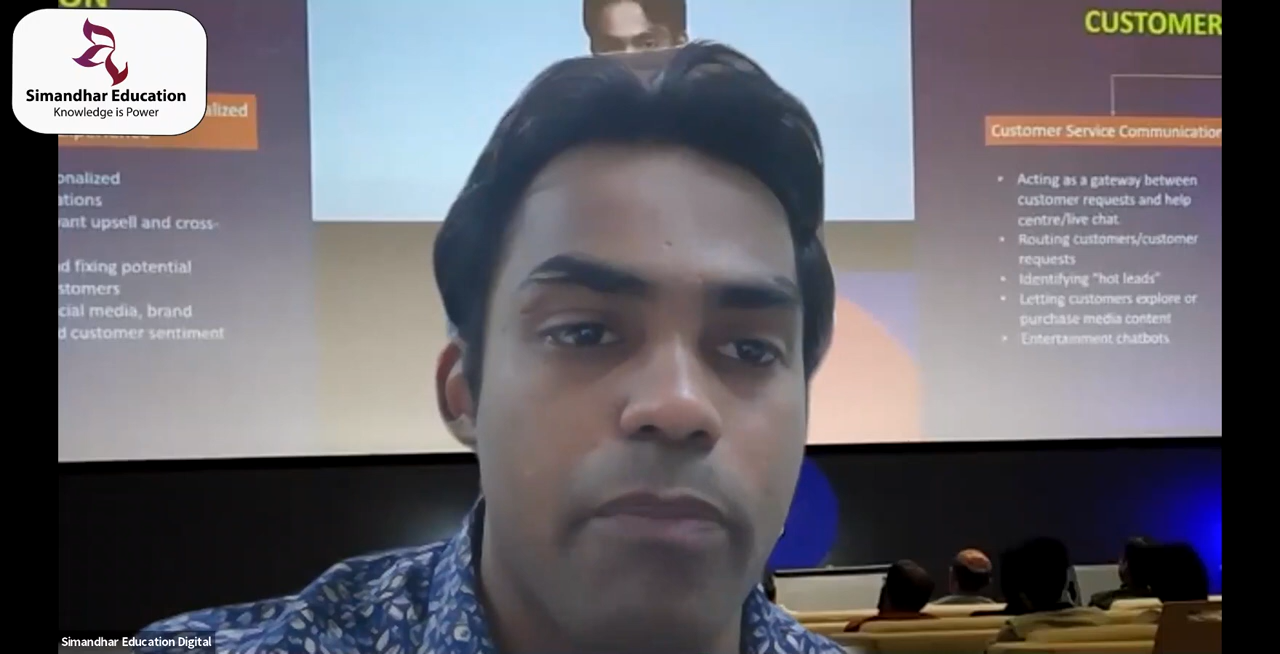 ON
CUSTOMER
Simandhar Education
Knowledge is Power
alized
Customer Service Communication
onalized
ations
vant upsell and cross-
d fixing potential
stomers
cial media, brand
d customer sentiment
• Acting as a gateway between
customer requests and help
centre/live chat
• Routing customers/customer
requests
• Identifying "hot leads"
• Letting customers explore or
purchase media content
• Entertainment chatbots
Simandhar Education Digital